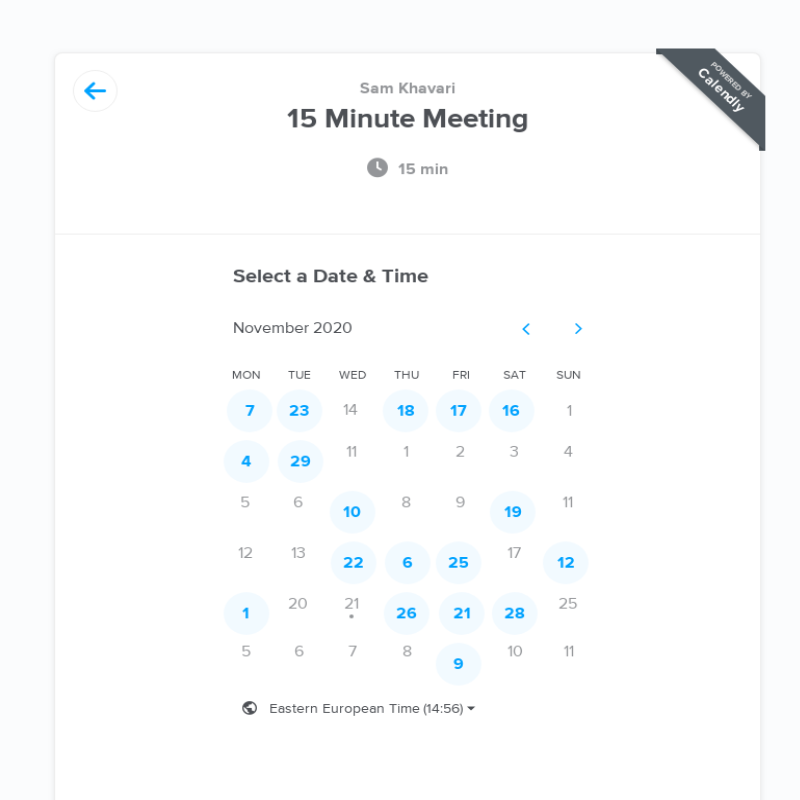 POWERED BY
Calendly
Sam Khavari
15 Minute Meeting
15 min
Select a Date & Time
November 2020
MON TUE WED THU FRI SAT SUN
7 23 14 18 17 16 1
4 29 11 1 2 3 4
5 6 10 8 9 19 11
12 13 22 6 25 17 12
1 20 21 26 21 28 25
5 6 7 8 9 10 11
Eastern European Time (14:56)